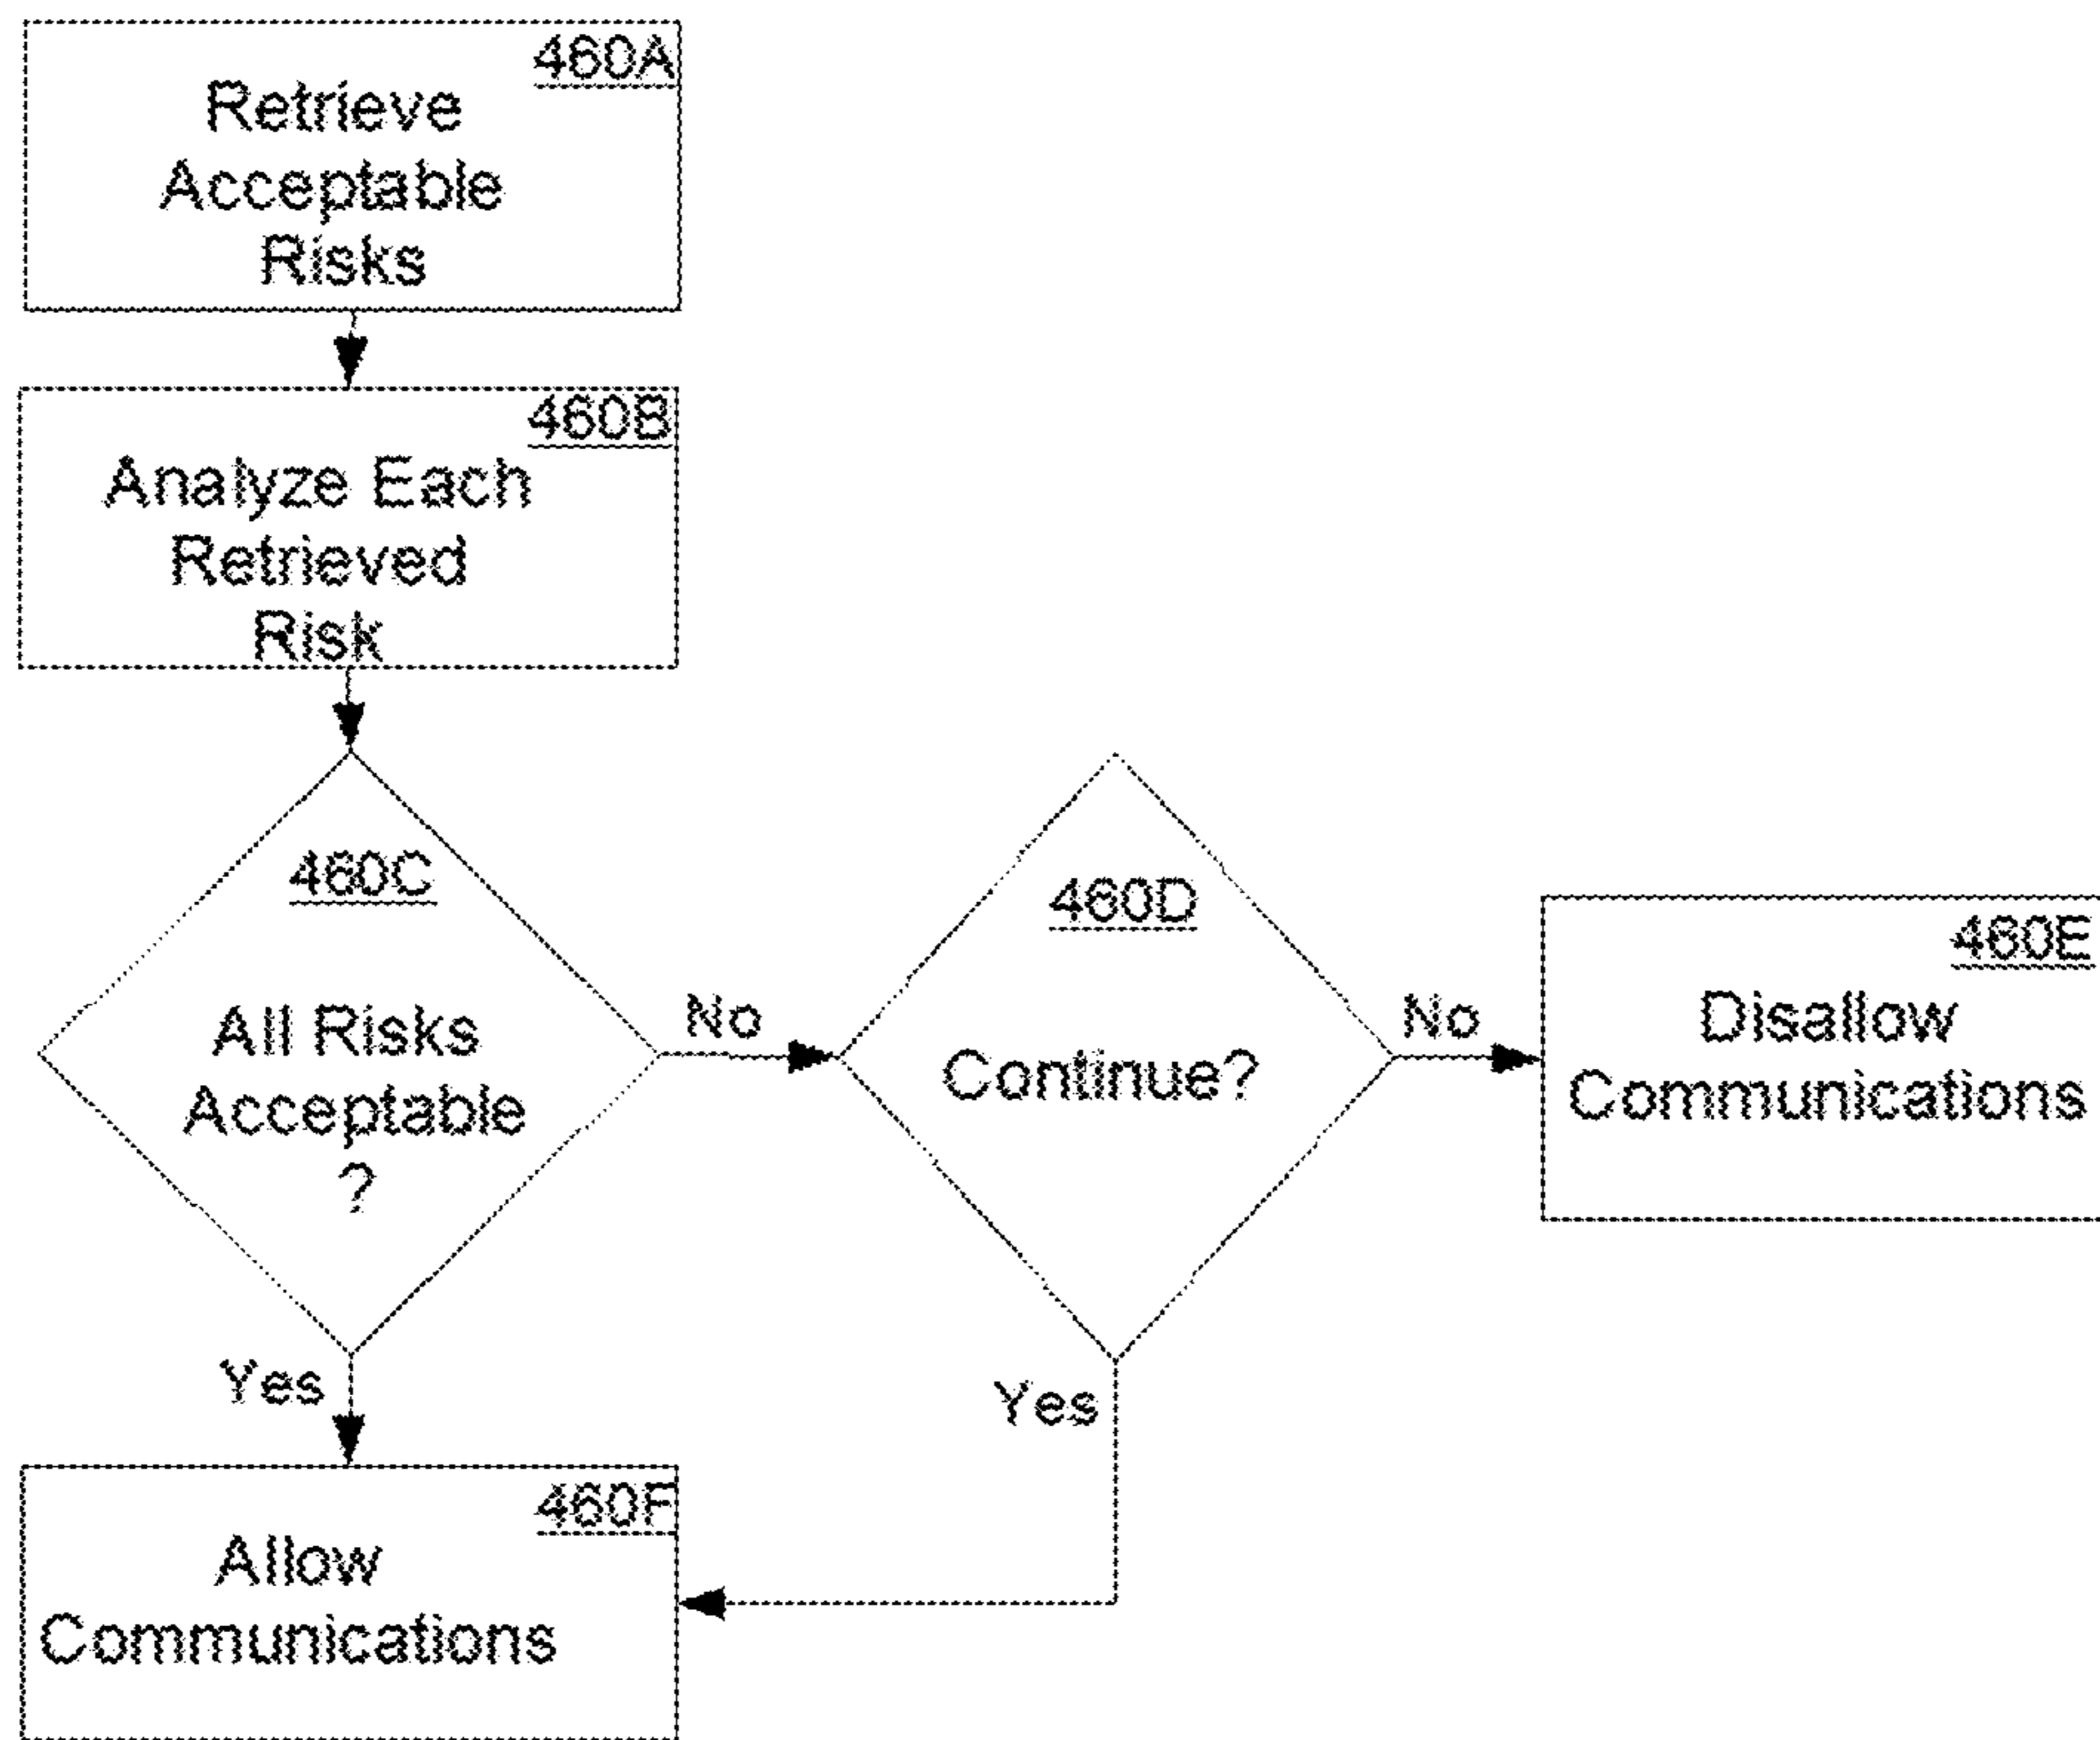 460A
Retrieve
Acceptable
Risks
460B
Analyze Each
Retrieved
Risk
460C
All Risks
Acceptable
?
No
460D
Continue?
No
460E
Disallow
Communications
Yes
Yes
460F
Allow
Communications